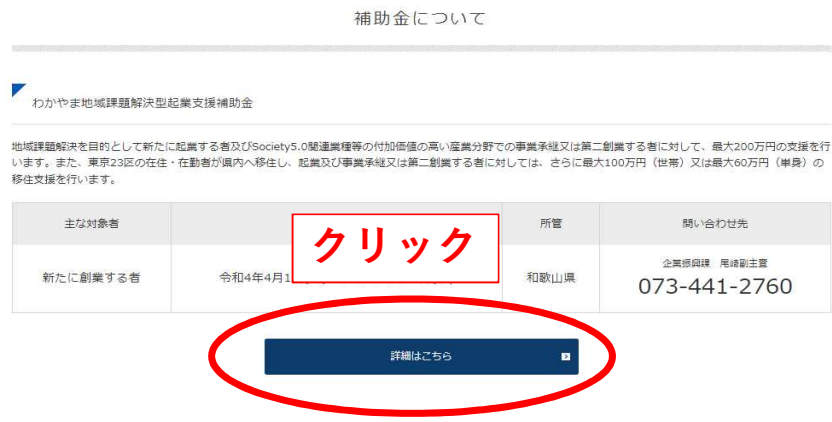 補助金について
わかやま地域課題解決型起業支援補助金
地域課題解決を目的として新たに起業する者及びSociety5.0関連業種等の付加価値の高い産業分野での事業承継又は第二創業する者に対して、最大200万円の支援を行
います。また、東京23区の在住・在勤者が県内へ移住し、起業及び事業承継又は第二創業する者に対しては、さらに最大100万円（世帯）又は最大60万円（単身）の
移住支援を行います。
主な対象者 所管 問い合わせ先
クリック
新たに創業する者 令和4年4月1 和歌山県 企業振興課 尾崎副主査
073-441-2760
詳細はこちら